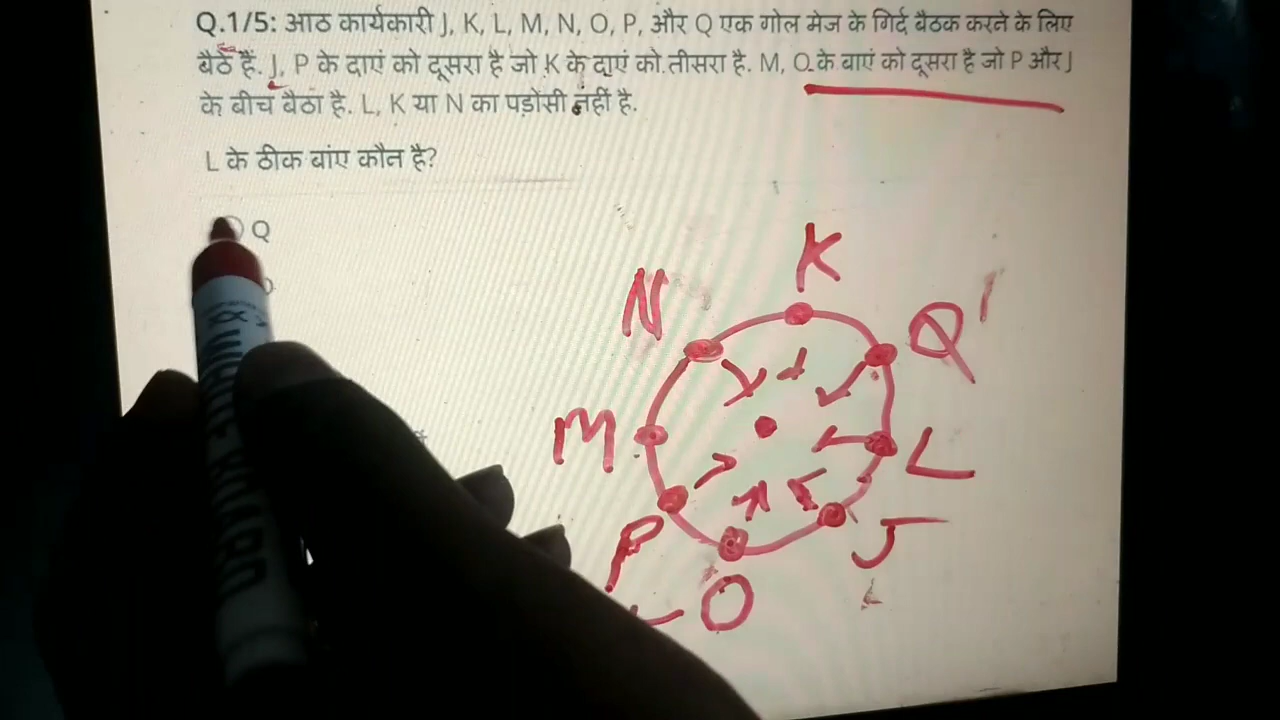 Q.1/5: आठ कार्यकारी J, K, L, M, N, O, P, और Q एक गोल मेज के गिर्द बैठक करने के लिए
बैठे हैं. J, P के दाएं को दूसरा है जो K के दाएं को तीसरा है. M, O के बाएं को दूसरा है जो P और J
के बीच बैठा है. L, K या N का पड़ोसी नहीं है.
L के ठीक बांए कौन है?
Q
K
N
Q
M
L
P
J
O